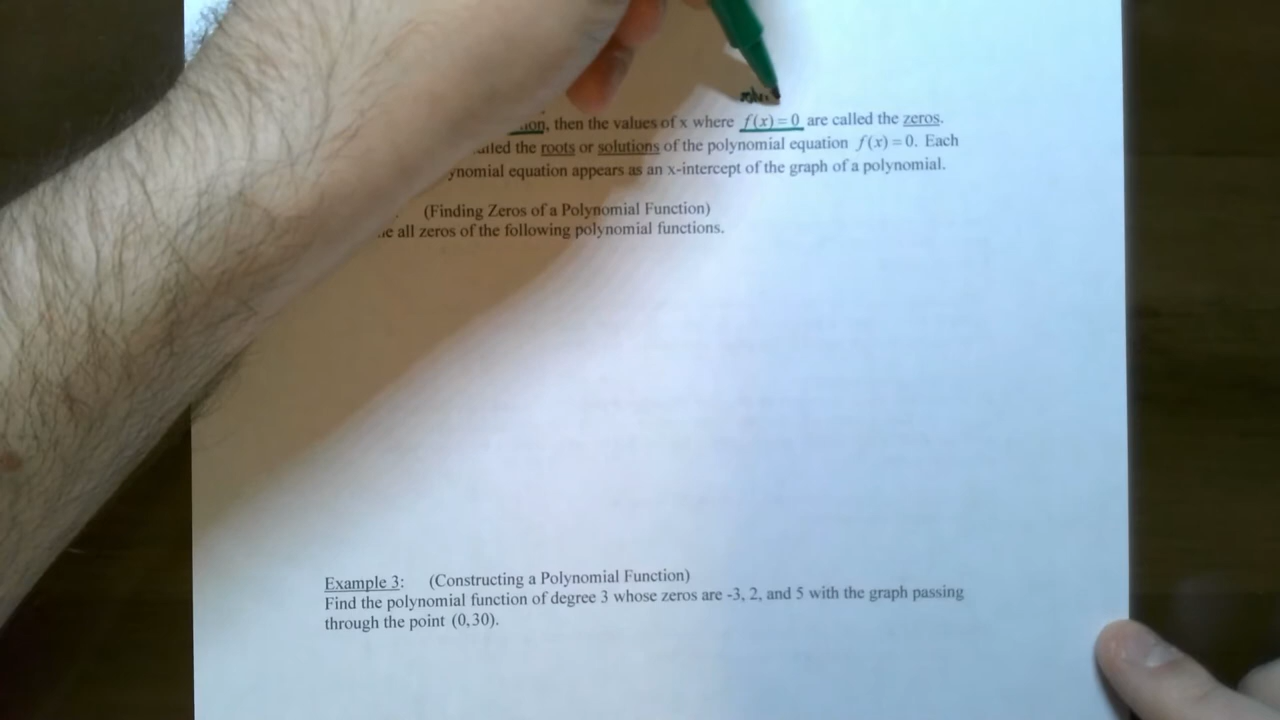 then the values of x where f(x) = 0 are called the zeros.
the roots or solutions of the polynomial equation f(x) = 0. Each
equation appears as an x-intercept of the graph of a polynomial.
(Finding Zeros of a Polynomial Function)
all zeros of the following polynomial functions.
Example 3: (Constructing a Polynomial Function)
Find the polynomial function of degree 3 whose zeros are -3, 2, and 5 with the graph passing
through the point (0,30).